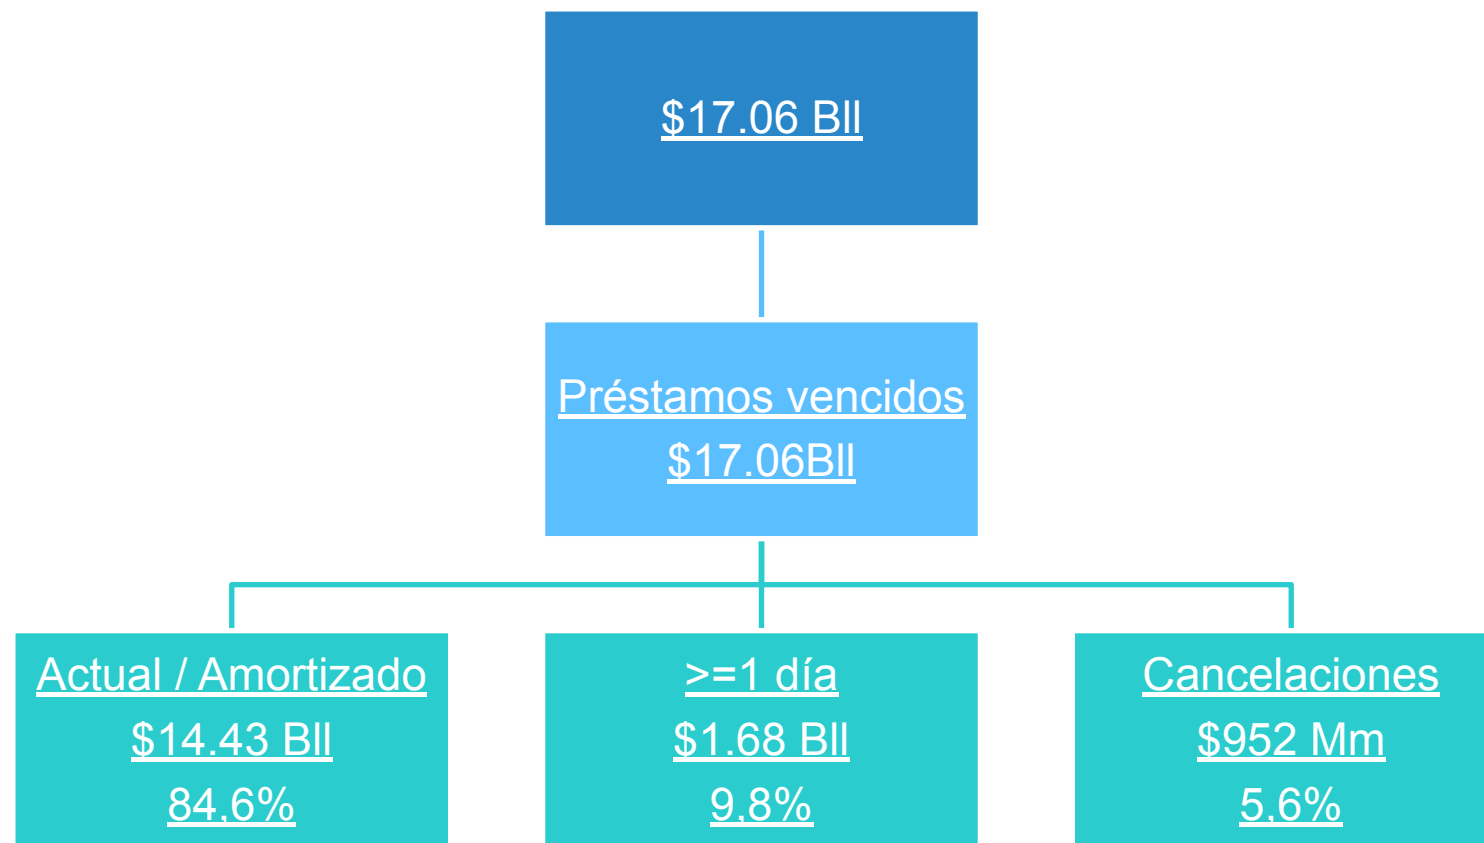 $17.06 Bll
Préstamos vencidos
$17.06Bll
Actual / Amortizado
$14.43 Bll
84,6%
>=1 día
$1.68 Bll
9,8%
Cancelaciones
$952 Mm
5,6%